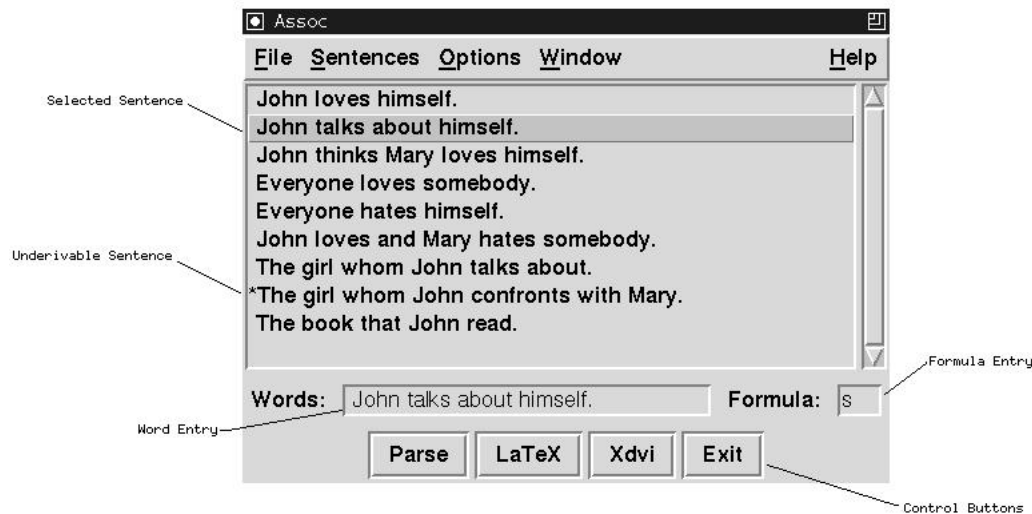 Assoc
File Sentences Options Window Help
Selected Sentence
John loves himself.
John talks about himself.
John thinks Mary loves himself.
Everyone loves somebody.
Everyone hates himself.
John loves and Mary hates somebody.
Underivable Sentence
The girl whom John talks about.
*The girl whom John confronts with Mary.
The book that John read.
Formula Entry
Words: John talks about himself. Formula: s
Word Entry
Parse LaTeX Xdvi Exit
Control Buttons